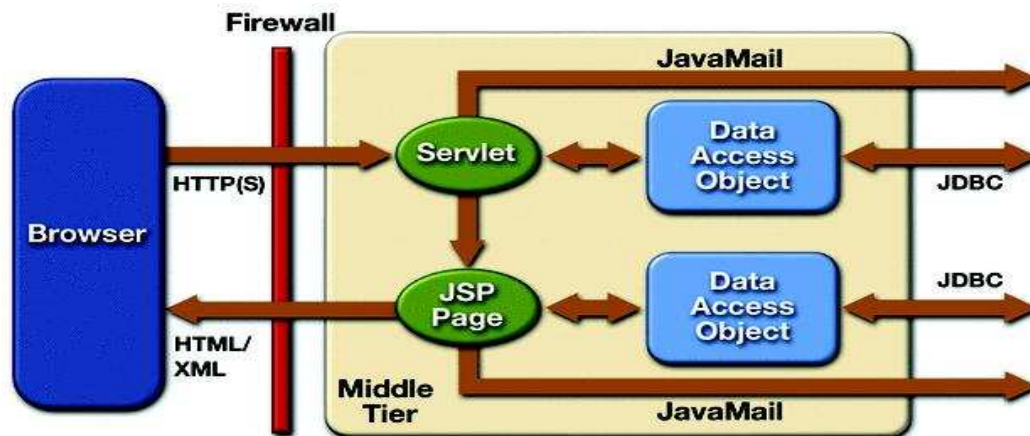 Firewall
JavaMail
Servlet
Data
Access
Object
HTTP(S)
JDBC
Browser
JSP
Page
Data
Access
Object
JDBC
HTML/
XML
Middle
Tier
JavaMail